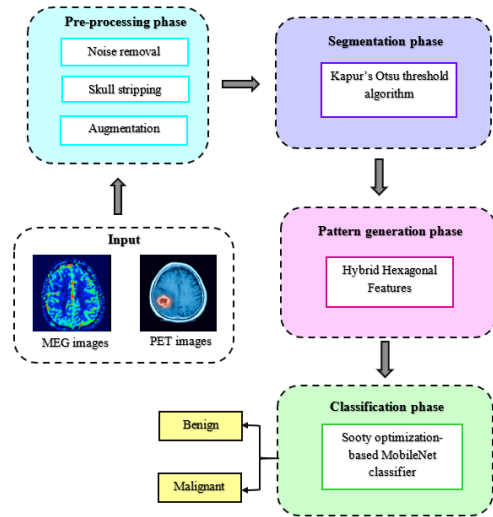 Pre-processing phase
Noise removal
Skull stripping
Augmentation
Segmentation phase
Kapur's Otsu threshold
algorithm
Input
MEG images
PET images
Pattern generation phase
Hybrid Hexagonal
Features
Classification phase
Sooty optimization-
based MobileNet
classifier
Benign
Malignant